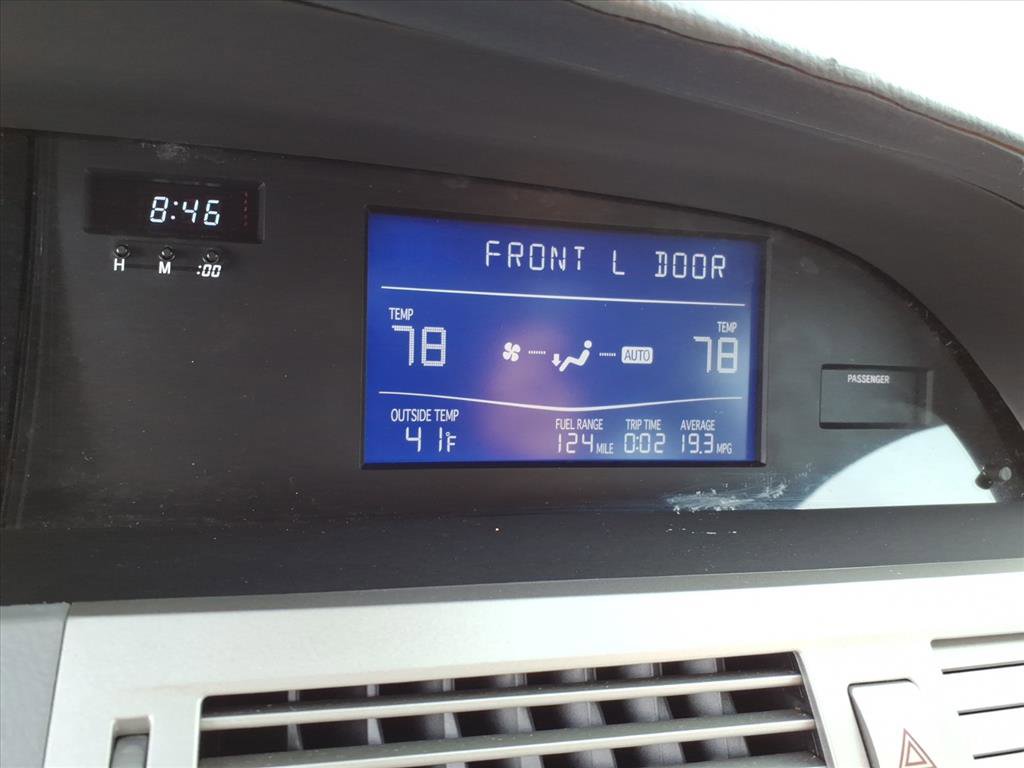 8:46
H M :00
FRONT L DOOR
TEMP TEMP
78 AUTO 78
OUTSIDE TEMP FUEL RANGE TRIP TIME AVERAGE
41°F 124 MILE 0:02 19.3 MPG
PASSENGER